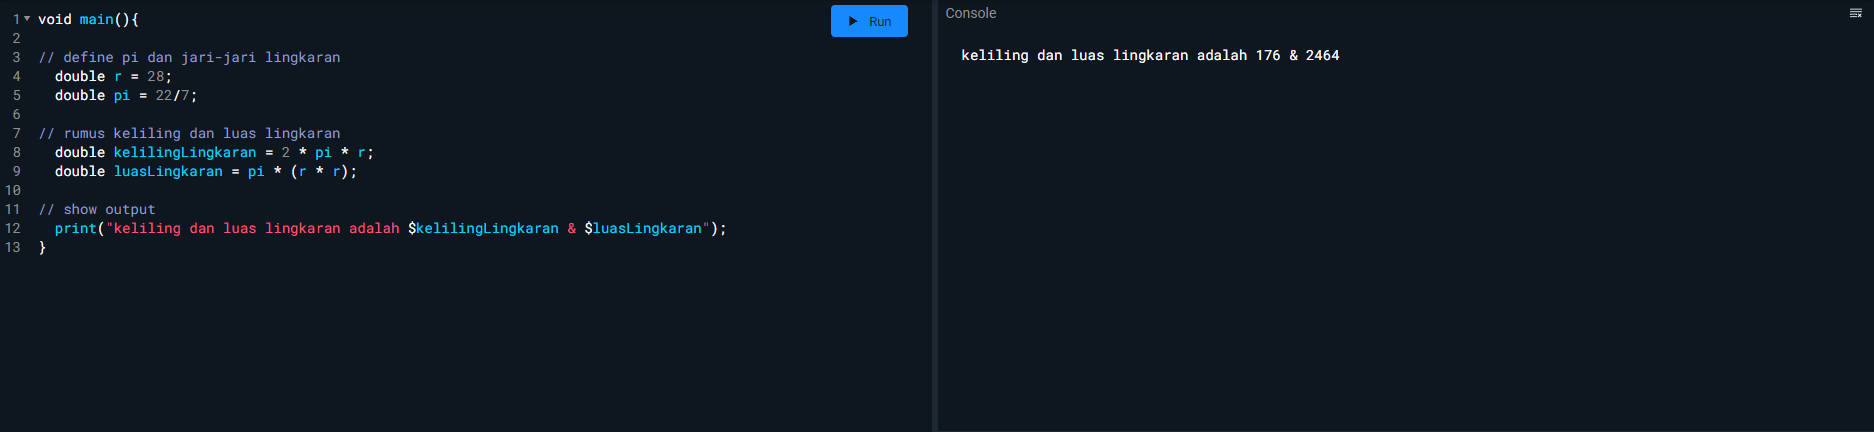 1 void main(){
2
3 // define pi dan jari-jari lingkaran
4   double r = 28;
5   double pi = 22/7;
6
7 // rumus keliling dan luas lingkaran
8   double kelilingLingkaran = 2 * pi * r;
9   double luasLingkaran = pi * (r * r);
10
11 // show output
12   print("keliling dan luas lingkaran adalah $kelilingLingkaran & $luasLingkaran");
13 }
Run
Console
keliling dan luas lingkaran adalah 176 & 2464